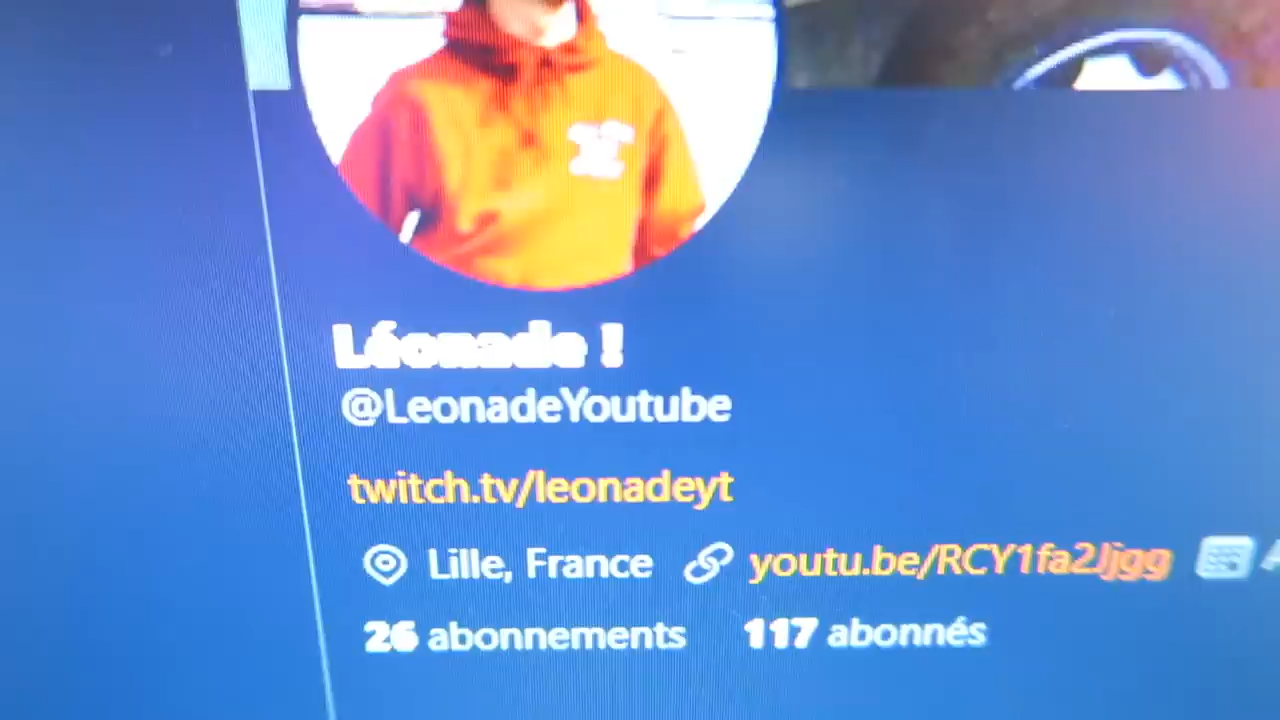 Léonade !
@LeonadeYoutube
twitch.tv/leonadeyt
Lille, France youtu.be/RCY1fa2Jjgg
26 abonnements 117 abonnés